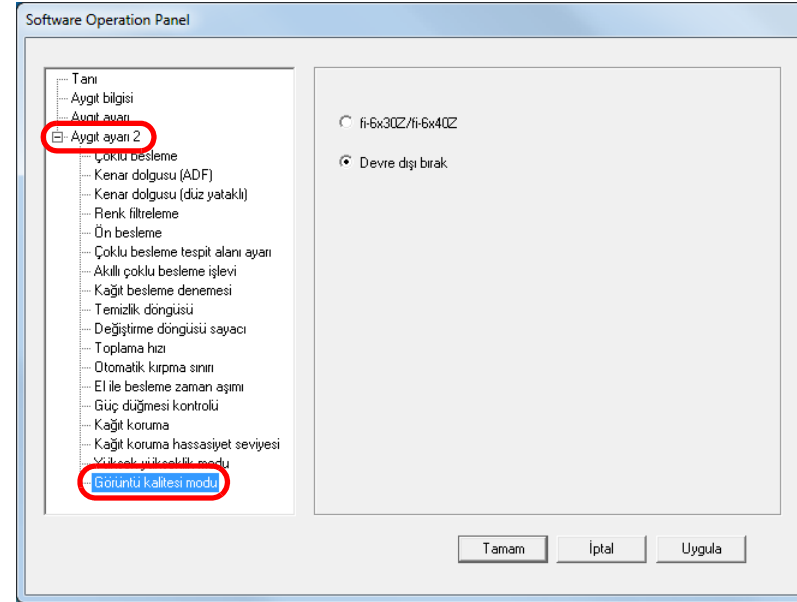 Software Operation Panel
Tanı
Aygıt bilgisi
Aygıt ayarı
Aygıt ayarı 2
Çoklu besleme
Kenar dolgusu (ADF)
Kenar dolgusu (düz yataklı)
Renk filtreleme
Ön besleme
Çoklu besleme tespit alanı ayarı
Akıllı çoklu besleme işlevi
Kağıt besleme denemesi
Temizlik döngüsü
Değiştirme döngüsü sayacı
Toplama hızı
Otomatik kırpma sınırı
El ile besleme zaman aşımı
Güç düğmesi kontrolü
Kağıt koruma
Kağıt koruma hassasiyet seviyesi
Yüksek yükseklik modu
Görüntü kalitesi modu
fi-6x30Z/fi-6x40Z
Devre dışı bırak
Tamam
İptal
Uygula